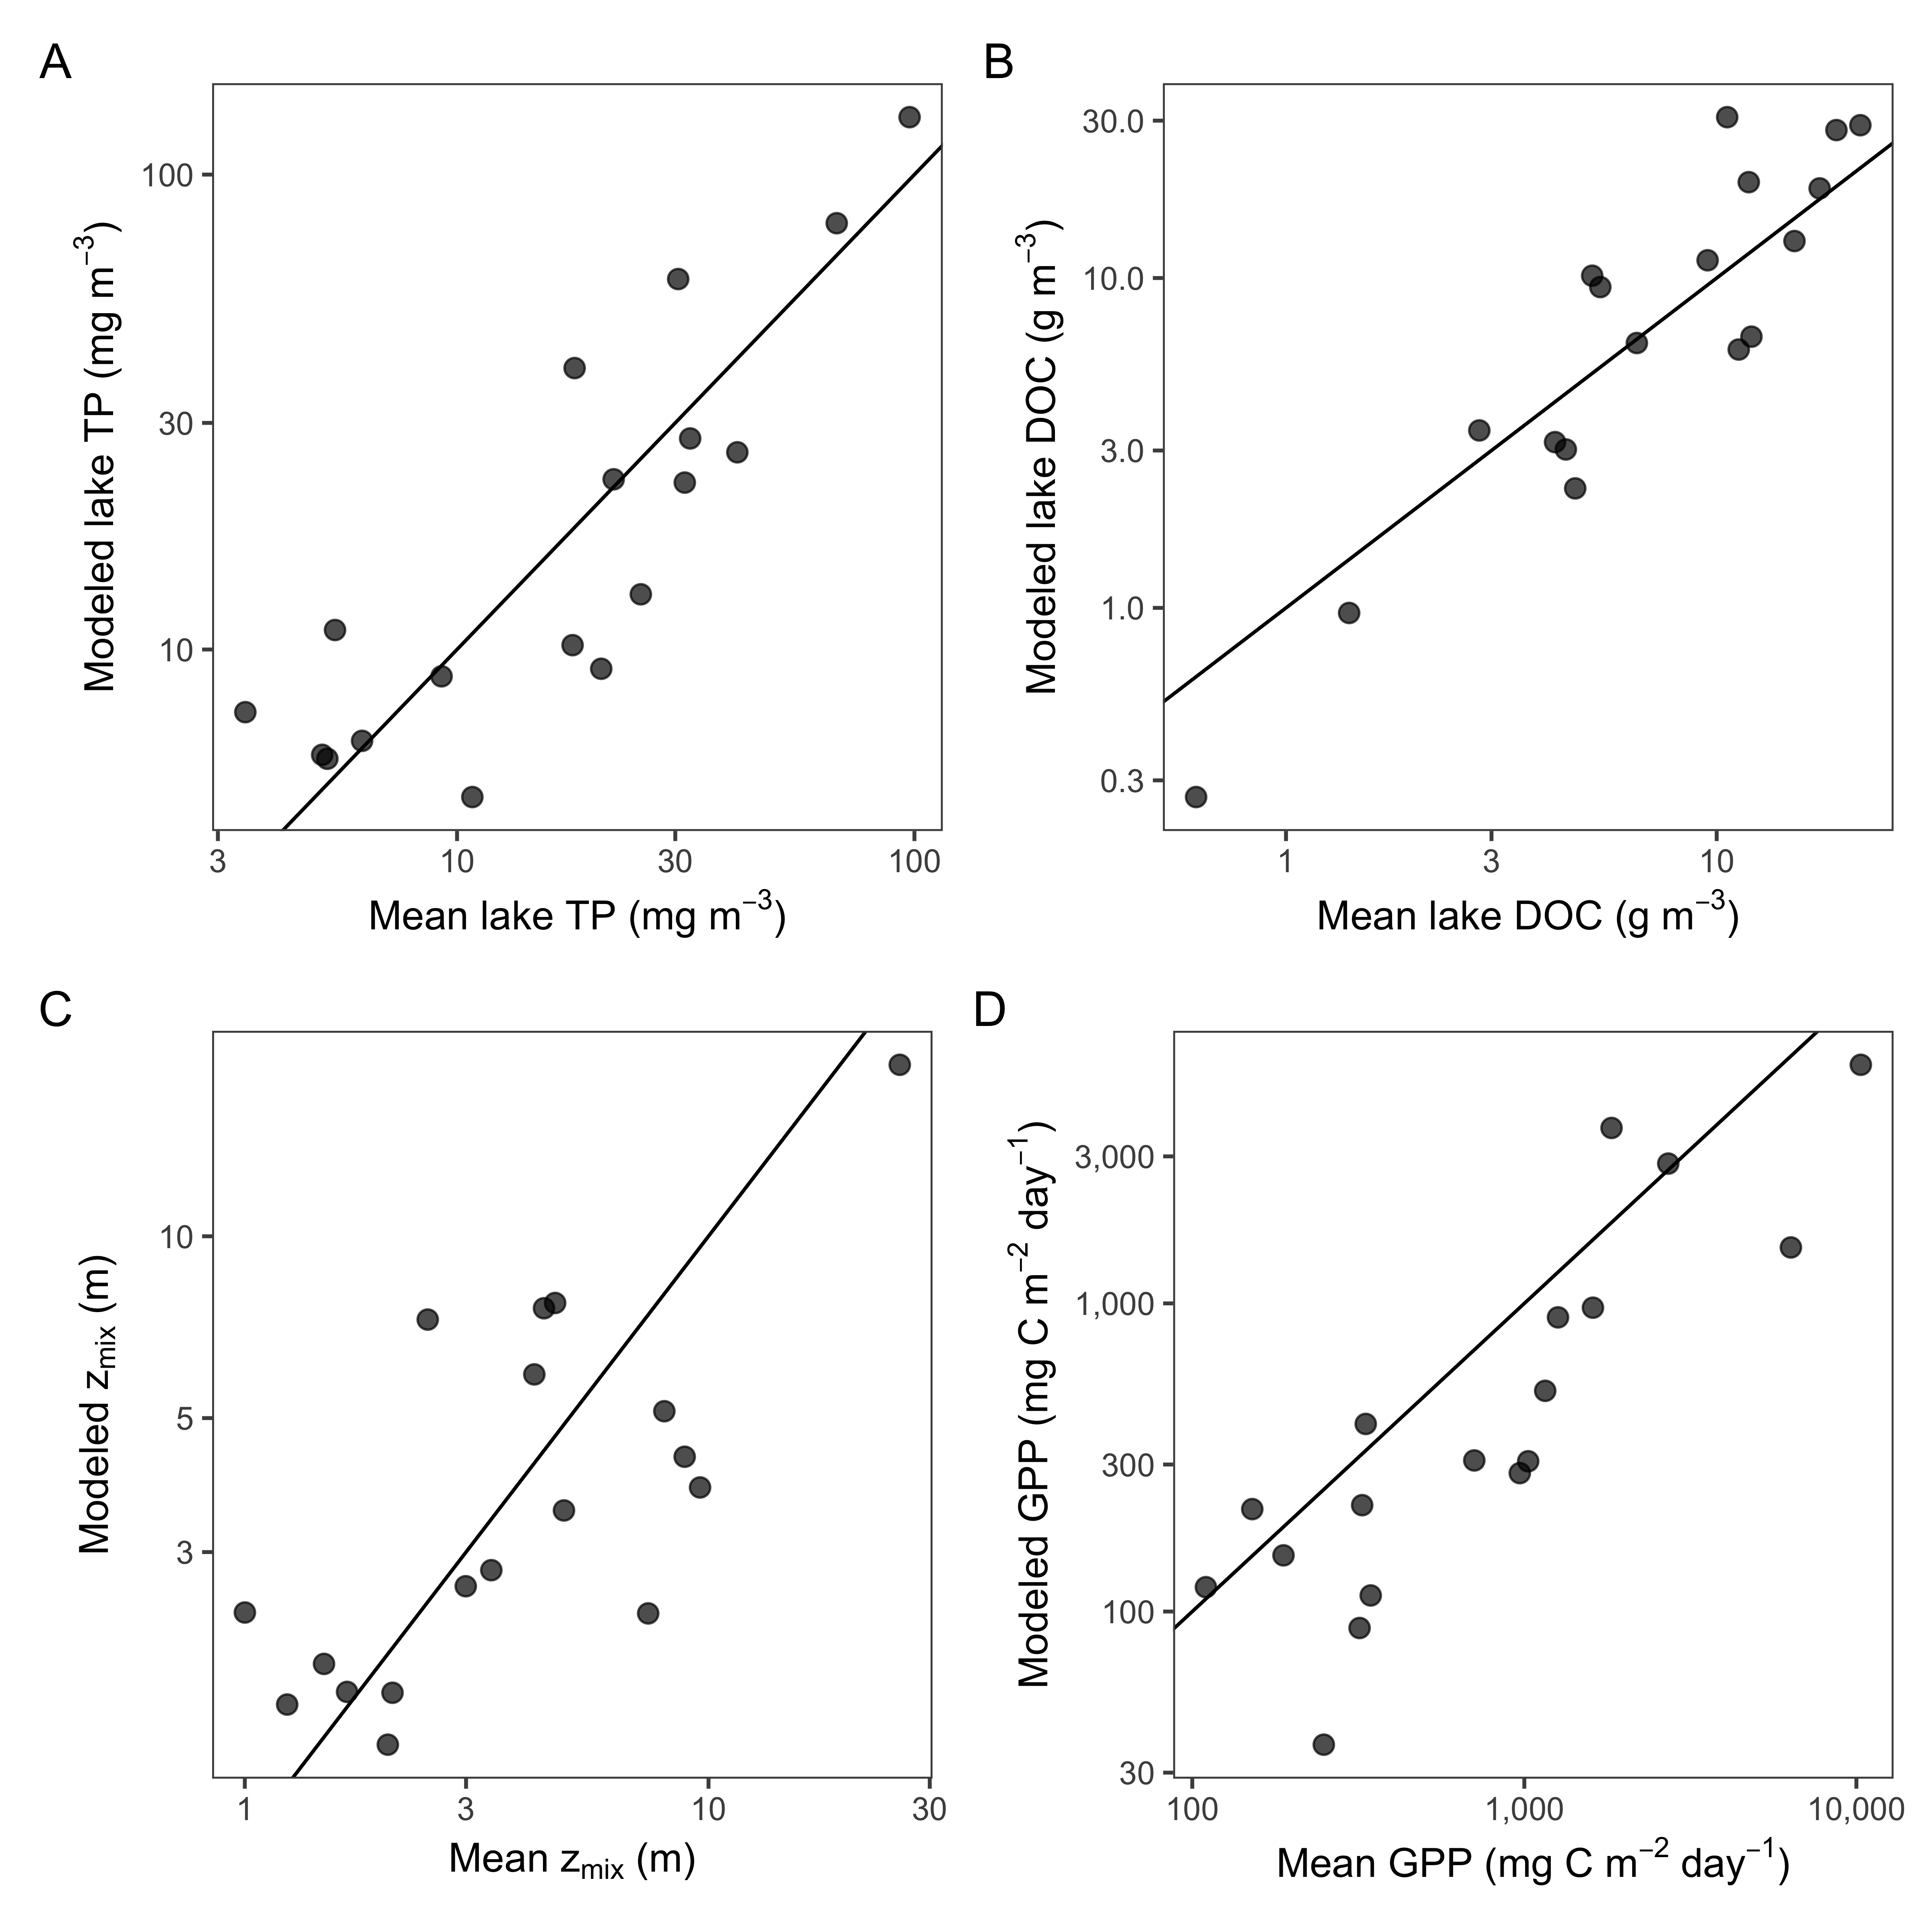 A
Modeled lake TP (mg m⁻³)
100
30
10
3 10 30 100
Mean lake TP (mg m⁻³)
B
Modeled lake DOC (g m⁻³)
30.0
10.0
3.0
1.0
0.3
1 3 10
Mean lake DOC (g m⁻³)
C
Modeled zmix (m)
10
5
3
1 3 10 30
Mean zmix (m)
D
Modeled GPP (mg C m⁻² day⁻¹)
3,000
1,000
300
100
30
100 1,000 10,000
Mean GPP (mg C m⁻² day⁻¹)